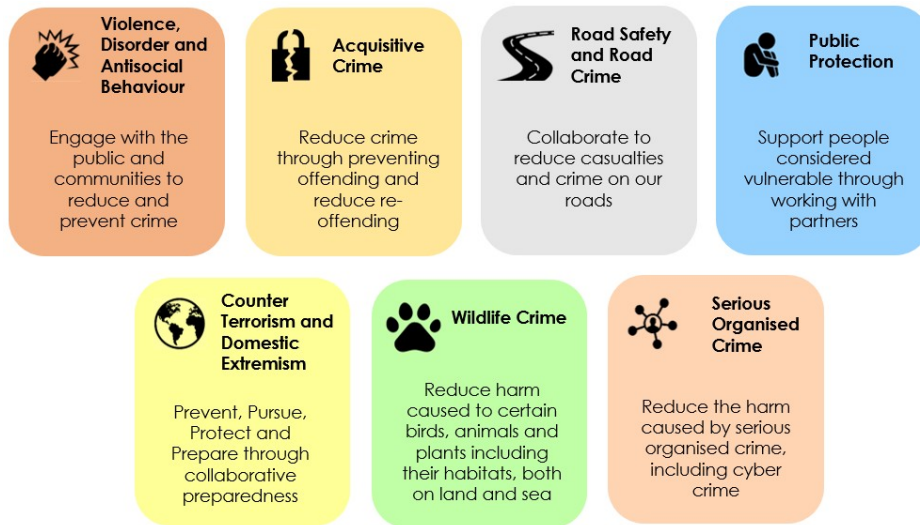 Violence,
Disorder and
Antisocial
Behaviour
Engage with the
public and
communities to
reduce and
prevent crime
Acquisitive
Crime
Reduce crime
through preventing
offending and
reduce re-
offending
Road Safety
and Road
Crime
Collaborate to
reduce casualties
and crime on our
roads
Public
Protection
Support people
considered
vulnerable through
working with
partners
Counter
Terrorism and
Domestic
Extremism
Prevent, Pursue,
Protect and
Prepare through
collaborative
preparedness
Wildlife Crime
Reduce harm
caused to certain
birds, animals and
plants including
their habitats, both
on land and sea
Serious
Organised
Crime
Reduce the harm
caused by serious
organised crime,
including cyber
crime